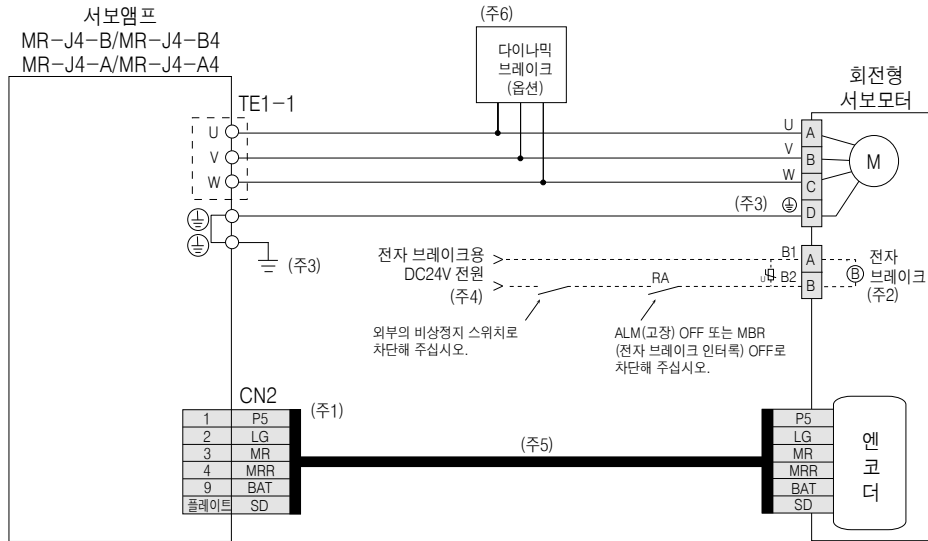 서보앰프
MR-J4-B/MR-J4-B4
MR-J4-A/MR-J4-A4
(주6)
다이나믹
브레이크
(옵션)
회전형
서보모터
TE1-1
U
V
W
U
V
W
(주3)
A
B
C
D
M
(주3)
전자 브레이크용
DC24V 전원
(주4)
RA
B1
B2
U
A
B
B
전자
브레이크
(주2)
외부의 비상정지 스위치로
차단해 주십시오.
ALM(고장) OFF 또는 MBR
(전자 브레이크 인터록) OFF로
차단해 주십시오.
CN2
(주1)
1 P5
2 LG
3 MR
4 MRR
9 BAT
플레이트 SD
(주5)
P5
LG
MR
MRR
BAT
SD
엔
코
더